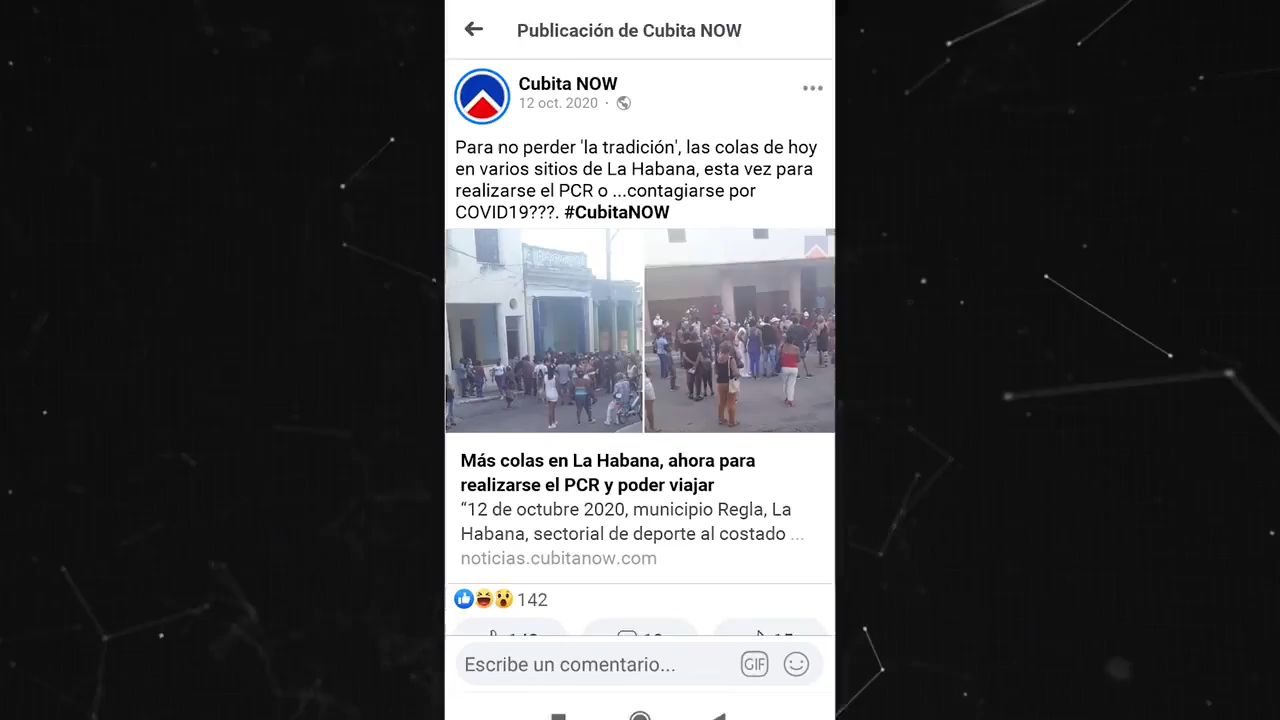 Publicación de Cubita NOW
Cubita NOW
12 oct. 2020 ·
Para no perder 'la tradición', las colas de hoy
en varios sitios de La Habana, esta vez para
realizarse el PCR o ...contagiarse por
COVID19???. #CubitaNOW
Más colas en La Habana, ahora para
realizarse el PCR y poder viajar
“12 de octubre 2020, municipio Regla, La
Habana, sectorial de deporte al costado ...
noticias.cubitanow.com
142
Escribe un comentario...
GIF